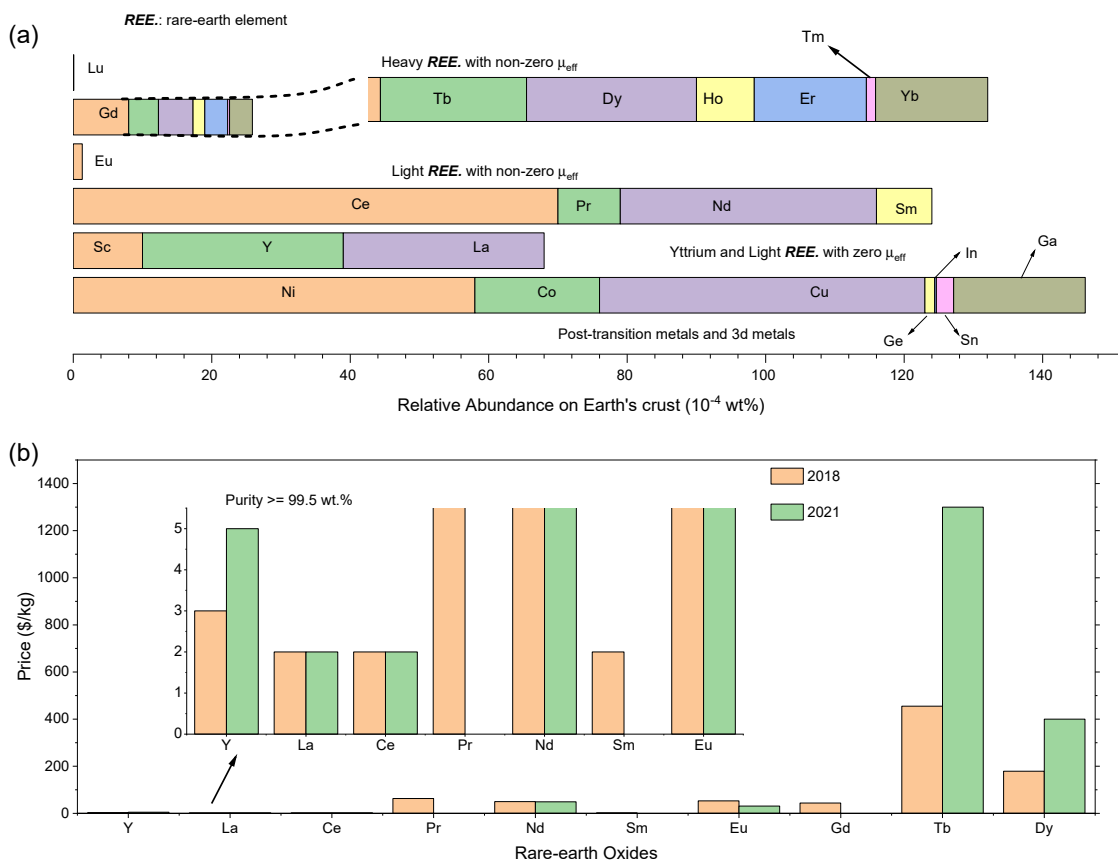 REE.: rare-earth element
(a)
Tm
Lu
Heavy REE. with non-zero μeff
Gd
Tb
Dy
Ho
Er
Yb
Eu
Light REE. with non-zero μeff
Ce
Pr
Nd
Sm
Sc
Y
La
Yttrium and Light REE. with zero μeff
In
Ga
Ni
Co
Cu
Post-transition metals and 3d metals
Ge
Sn
0 20 40 60 80 100 120 140
Relative Abundance on Earth's crust (10-4 wt%)
(b)
1400
1200
1000
800
600
400
200
0
Price ($/kg)
2018
2021
Purity >= 99.5 wt.%
5
4
3
2
1
0
Y La Ce Pr Nd Sm Eu
Y La Ce Pr Nd Sm Eu Gd Tb Dy
Rare-earth Oxides